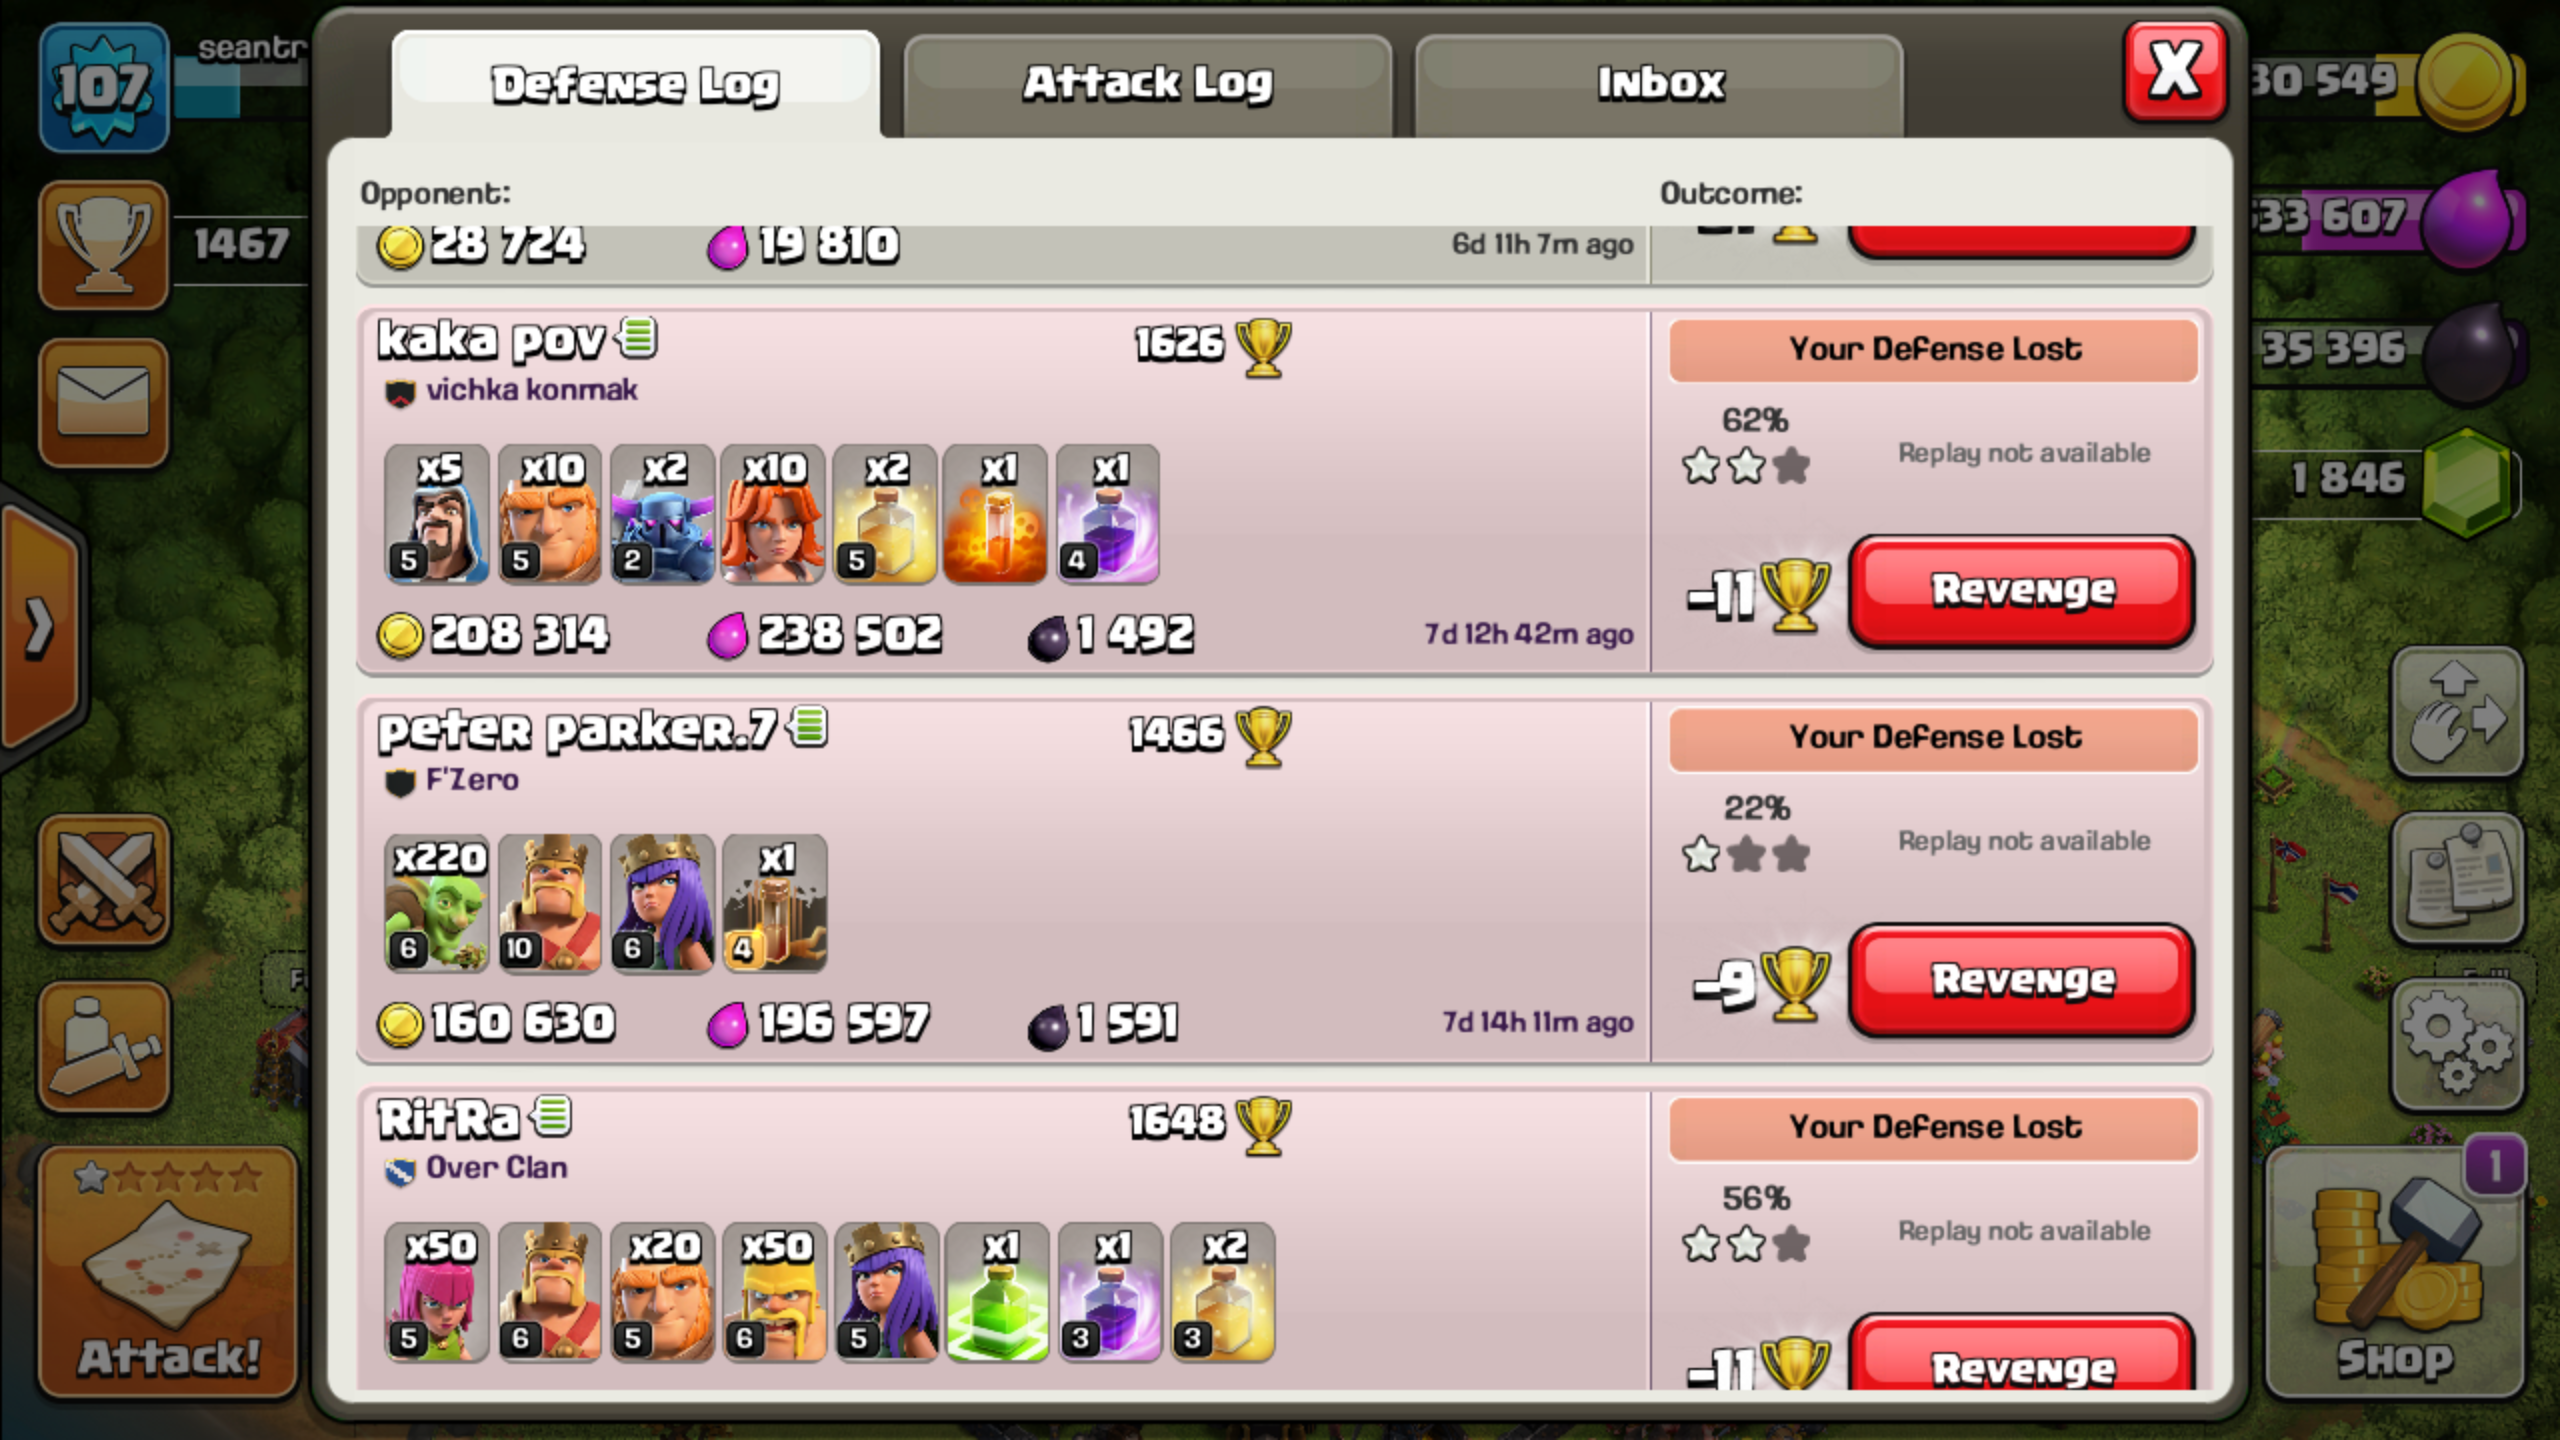 107
seantr
Defense Log
Attack Log
Inbox
X
30 549
1467
33 607
35 396
1 846
Opponent:
Outcome:
28 724
19 810
6d 11h 7m ago
kaka pov
1626
Your Defense Lost
vichka konmak
62%
Replay not available
x5
x10
x2
x10
x2
x1
x1
5
5
2
5
4
-11
Revenge
208 314
238 502
1 492
7d 12h 42m ago
peter parker.7
1466
Your Defense Lost
F'Zero
22%
Replay not available
x220
x1
6
10
6
4
-9
Revenge
160 630
196 597
1 591
7d 14h 11m ago
RitRa
1648
Your Defense Lost
Over Clan
56%
Replay not available
x50
x20
x50
x1
x1
x2
5
6
5
6
5
3
3
-11
Revenge
Attack!
1
Shop